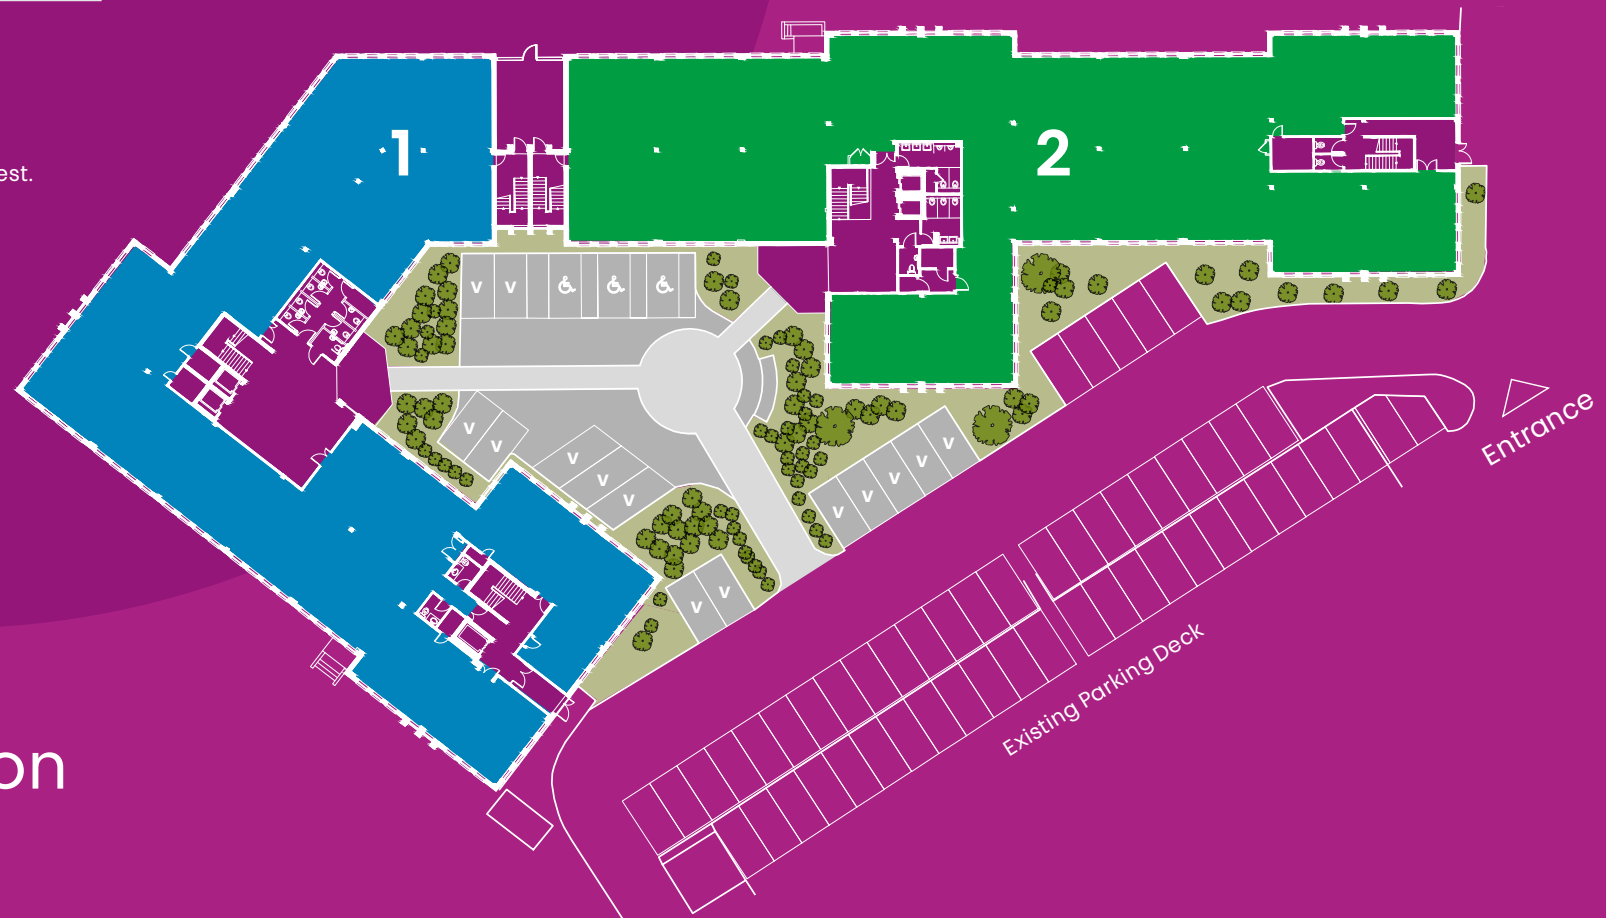 est.
1
2
V V
V V
V
V
V
V V V V
V V
Entrance
Existing Parking Deck
on